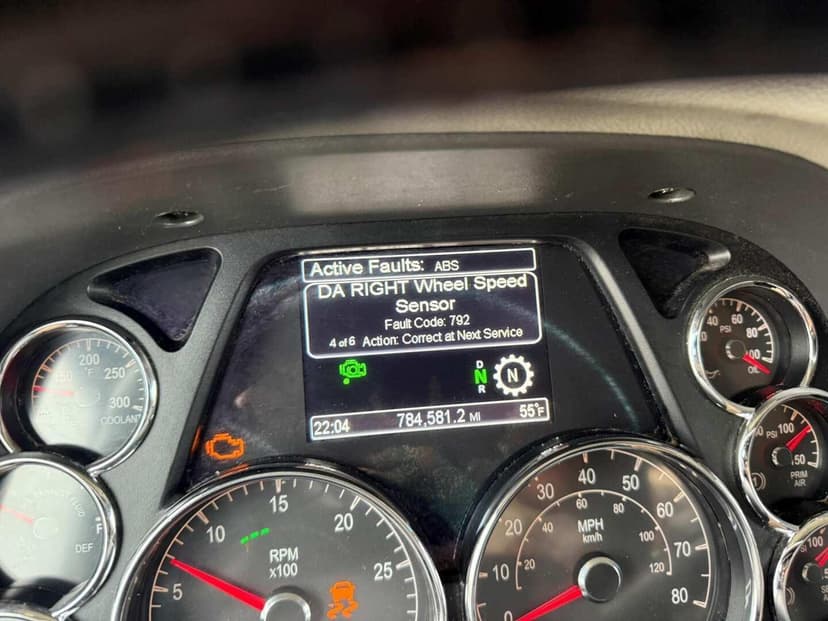 Active Faults: ABS
DA RIGHT Wheel Speed
Sensor
Fault Code: 792
4 of 6 Action: Correct at Next Service
D
N
R
N
22:04 784,581.2 MI 55°F
200 °F
250
300
COOLANT
F
DEF
5
10
15
20
25
RPM
x100
0
10
20
30
40
50
60
70
80
MPH
km/h
20
40
60
80
100
120
40
60
80
PSI
OIL
PSI
100
150
PRIM
AIR
100